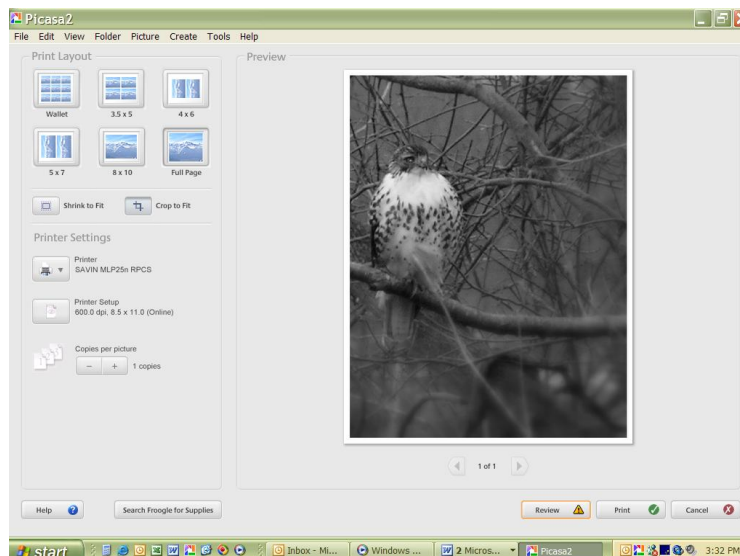 Picasa2
File Edit View Folder Picture Create Tools Help
Print Layout
Preview
Wallet 3.5 x 5 4 x 6
5 x 7 8 x 10 Full Page
Shrink to Fit Crop to Fit
Printer Settings
Printer
SAVIN MLP25n RPCS
Printer Setup
600.0 dpi, 8.5 x 11.0 (Online)
Copies per picture
1 copies
1 of 1
Help Search Froogle for Supplies Review Print Cancel
start Inbox - Mi... Windows ... 2 Micros... Picasa2 3:32 PM